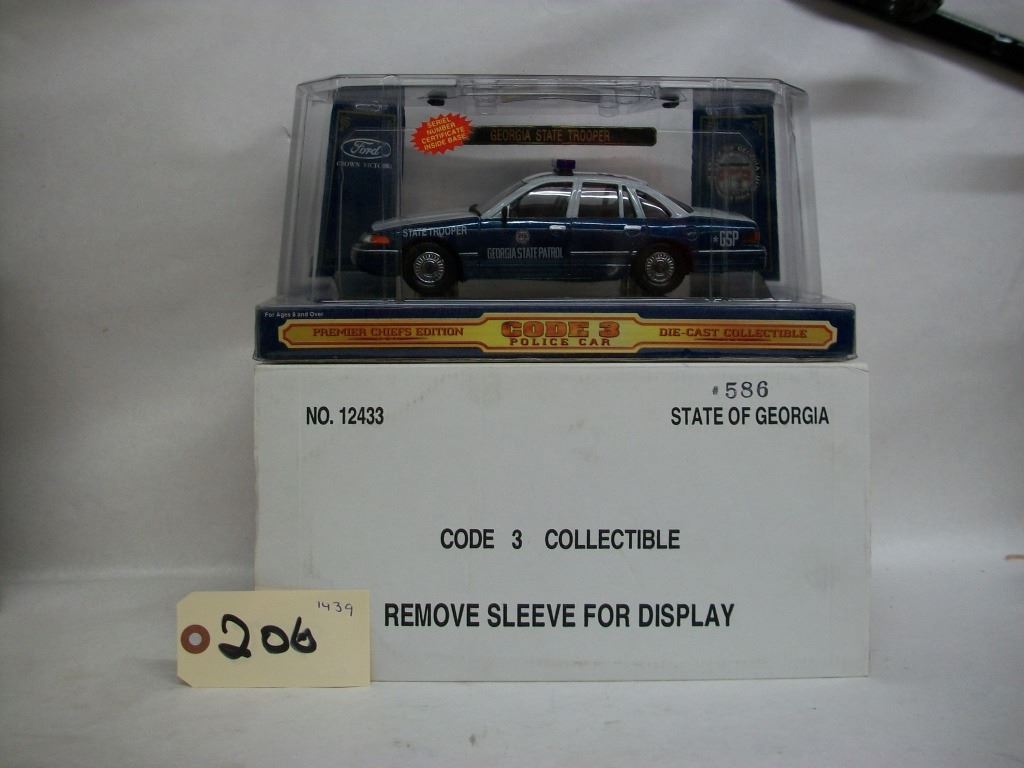 SERIEL
NUMBER
CERTIFICATE
INSIDE BASE
GEORGIA STATE TROOPER
Ford
CROWN VICTORIA
STATE TROOPER
GEORGIA STATE PATROL
GSP
For Ages 8 and Over
PREMIER CHIEFS EDITION
CODE 3
POLICE CAR
DIE-CAST COLLECTIBLE
#586
NO. 12433
STATE OF GEORGIA
CODE 3 COLLECTIBLE
REMOVE SLEEVE FOR DISPLAY
1439
206